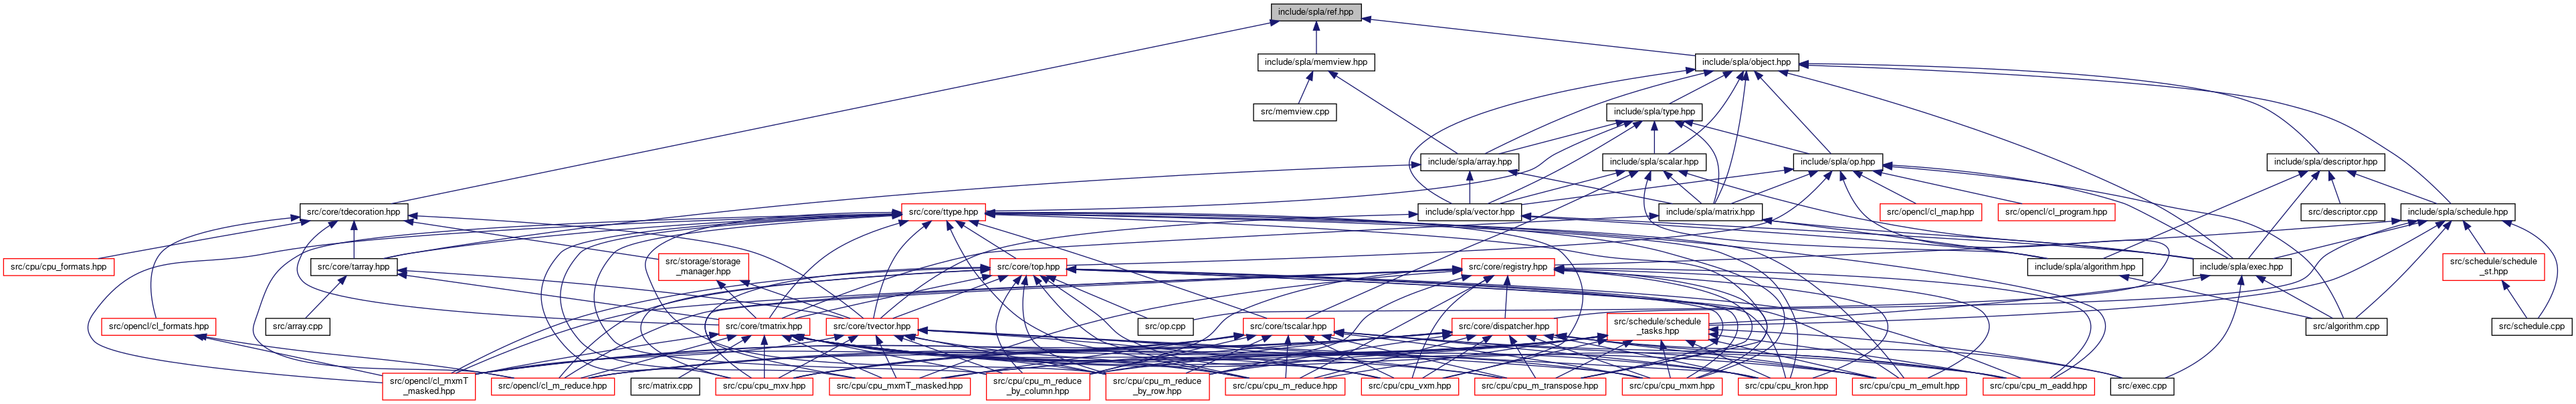 include/spla/ref.hpp
include/spla/memview.hpp
include/spla/object.hpp
src/memview.cpp
include/spla/type.hpp
include/spla/array.hpp
include/spla/scalar.hpp
include/spla/op.hpp
include/spla/descriptor.hpp
src/core/tdecoration.hpp
src/core/ttype.hpp
include/spla/vector.hpp
include/spla/matrix.hpp
src/opencl/cl_map.hpp
src/opencl/cl_program.hpp
src/descriptor.cpp
include/spla/schedule.hpp
src/cpu/cpu_formats.hpp
src/core/tarray.hpp
src/storage/storage
_manager.hpp
src/core/top.hpp
src/core/registry.hpp
include/spla/algorithm.hpp
include/spla/exec.hpp
src/schedule/schedule
_st.hpp
src/opencl/cl_formats.hpp
src/array.cpp
src/core/tmatrix.hpp
src/core/tvector.hpp
src/op.cpp
src/core/tscalar.hpp
src/core/dispatcher.hpp
src/schedule/schedule
_tasks.hpp
src/algorithm.cpp
src/schedule.cpp
src/opencl/cl_mxmT
_masked.hpp
src/opencl/cl_m_reduce.hpp
src/matrix.cpp
src/cpu/cpu_mxv.hpp
src/cpu/cpu_mxmT_masked.hpp
src/cpu/cpu_m_reduce
_by_column.hpp
src/cpu/cpu_m_reduce
_by_row.hpp
src/cpu/cpu_m_reduce.hpp
src/cpu/cpu_vxm.hpp
src/cpu/cpu_m_transpose.hpp
src/cpu/cpu_mxm.hpp
src/cpu/cpu_kron.hpp
src/cpu/cpu_m_emult.hpp
src/cpu/cpu_m_eadd.hpp
src/exec.cpp